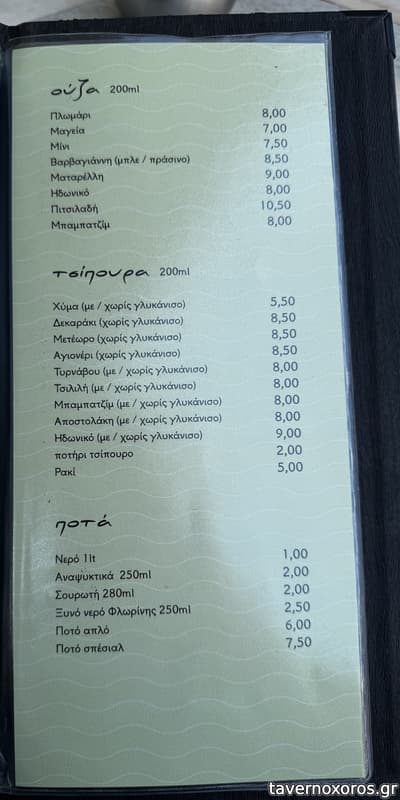 ούζα 200ml
Πλωμάρι 8,00
Μαγεία 7,00
Μίνι 7,50
Βαρβαγιάννη (μπλε / πράσινο) 8,50
Ματαρέλλη 9,00
Ηδωνικό 8,00
Πιτσιλαδή 10,50
Μπαμπατζίμ 8,00
τσίπουρα 200ml
Χύμα (με / χωρίς γλυκάνισο) 5,50
Δεκαράκι (χωρίς γλυκάνισο) 8,50
Μετέωρο (χωρίς γλυκάνισο) 8,50
Αγιονέρι (χωρίς γλυκάνισο) 8,50
Τυρνάβου (με / χωρίς γλυκάνισο) 8,00
Τσιλιλή (με / χωρίς γλυκάνισο) 8,00
Μπαμπατζίμ (με / χωρίς γλυκάνισο) 8,00
Αποστολάκη (με / χωρίς γλυκάνισο) 8,00
Ηδωνικό (με / χωρίς γλυκάνισο) 9,00
ποτήρι τσίπουρο 2,00
Ρακί 5,00
ποτά
Νερό 1lt 1,00
Αναψυκτικά 250ml 2,00
Σουρωτή 280ml 2,00
Ξυνό νερό Φλωρίνης 250ml 2,50
Ποτό απλό 6,00
Ποτό σπέσιαλ 7,50
tavernoxoros.gr